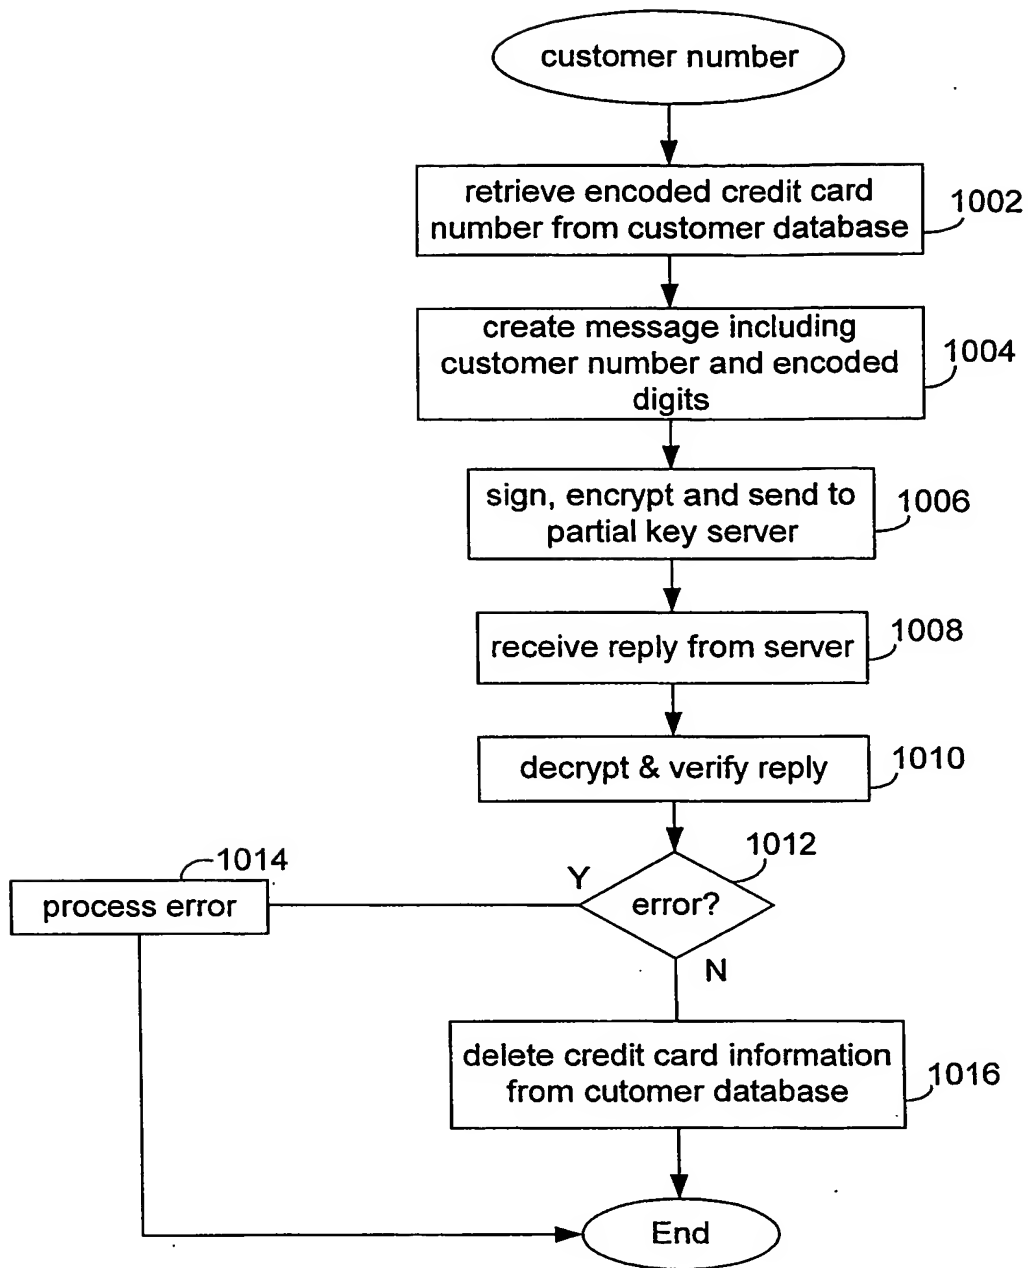 customer number
retrieve encoded credit card
number from customer database
1002
create message including
customer number and encoded
digits
1004
sign, encrypt and send to
partial key server
1006
receive reply from server
1008
decrypt & verify reply
1010
error?
1012
Y
process error
1014
N
delete credit card information
from cutomer database
1016
End